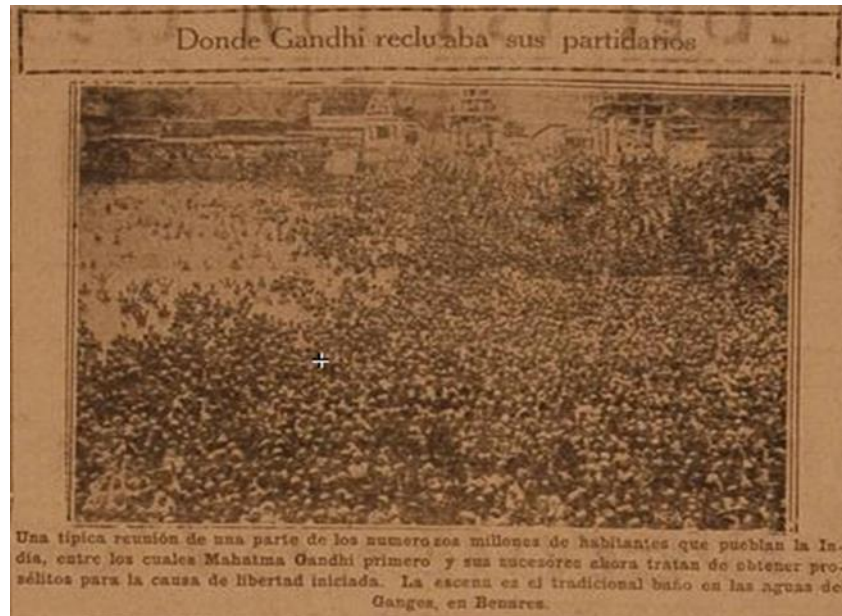 Donde Gandhi recluaba sus partidarios
Una típica reunión de una parte de los numerozos millones de habitantes que pueblan la In-
dia, entre los cuales Mahatma Gandhi primero y sus sucesores ahora tratan de obtener pro-
sélitos para la causa de libertad iniciada. La escena es el tradicional baño en las aguas de
Ganges, en Benares.